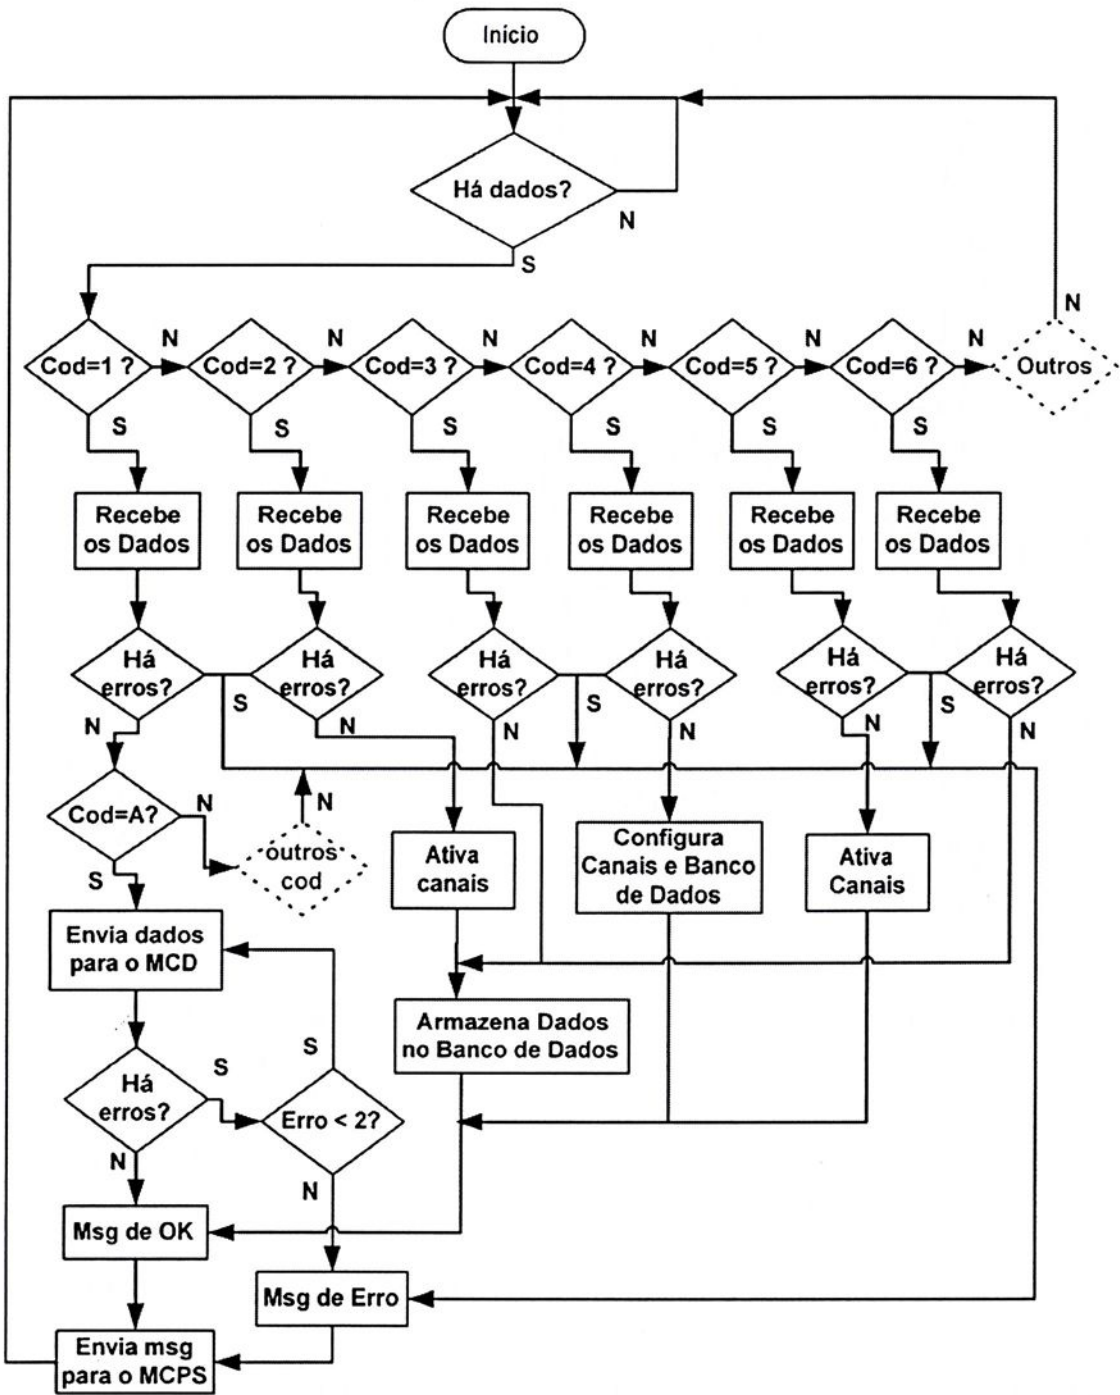 Início
Há dados?
N
S
N
Cod=1 ?
N
Cod=2 ?
N
Cod=3 ?
N
Cod=4 ?
N
Cod=5 ?
N
Cod=6 ?
N
Outros
S
S
S
S
S
S
Recebe
os Dados
Recebe
os Dados
Recebe
os Dados
Recebe
os Dados
Recebe
os Dados
Recebe
os Dados
Há
erros?
Há
erros?
Há
erros?
Há
erros?
Há
erros?
Há
erros?
S
S
S
N
N
N
N
N
N
Cod=A?
N
N
outros
cod
Ativa
canais
Configura
Canais e Banco
de Dados
Ativa
Canais
S
Envia dados
para o MCD
Armazena Dados
no Banco de Dados
S
Há
erros?
S
Erro < 2?
N
N
Msg de OK
Msg de Erro
Envia msg
para o MCPS